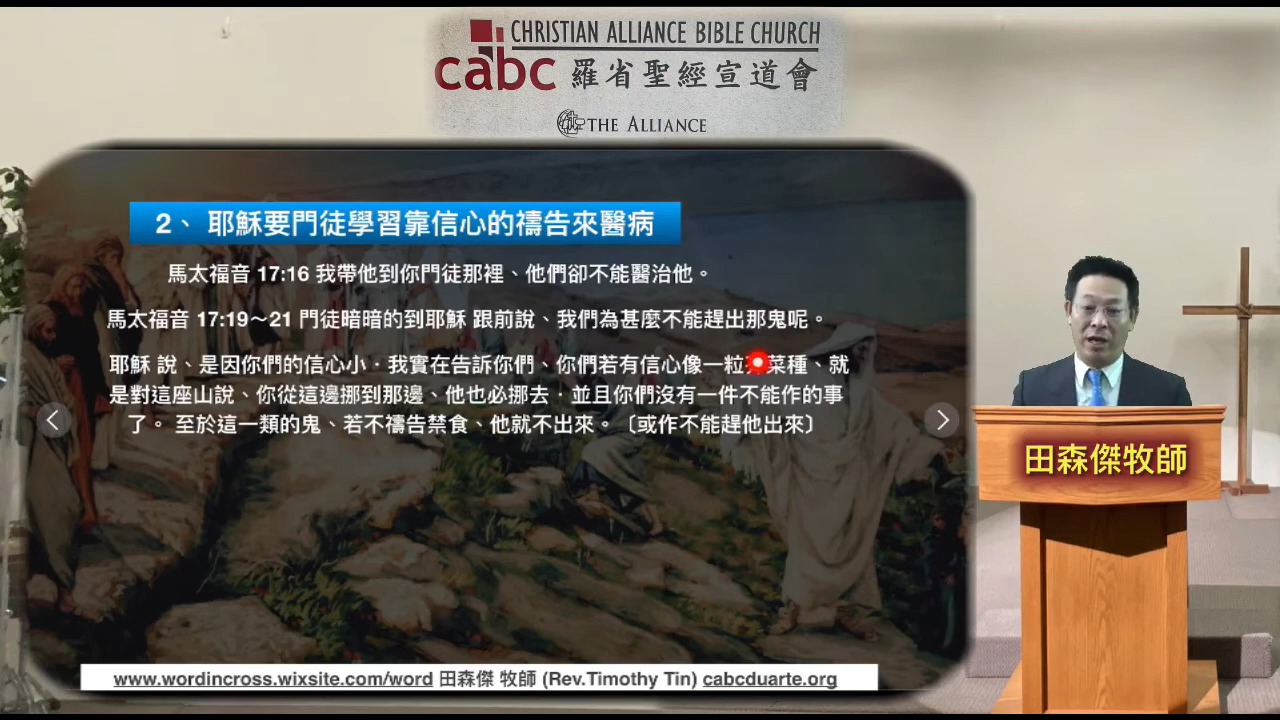 CHRISTIAN ALLIANCE BIBLE CHURCH
cabc 羅省聖經宣道會
THE ALLIANCE
2、 耶穌要門徒學習靠信心的禱告來醫病
馬太福音 17:16 我帶他到你門徒那裡、他們卻不能醫治他。
馬太福音 17:19～21 門徒暗暗的到耶穌 跟前說、我們為甚麼不能趕出那鬼呢。
耶穌 說、是因你們的信心小．我實在告訴你們、你們若有信心像一粒菜種、就
是對這座山說、你從這邊挪到那邊、他也必挪去．並且你們沒有一件不能作的事
了。 至於這一類的鬼、若不禱告禁食、他就不出來。〔或作不能趕他出來〕
田森傑牧師
www.wordincross.wixsite.com/word 田森傑 牧師 (Rev.Timothy Tin) cabcduarte.org